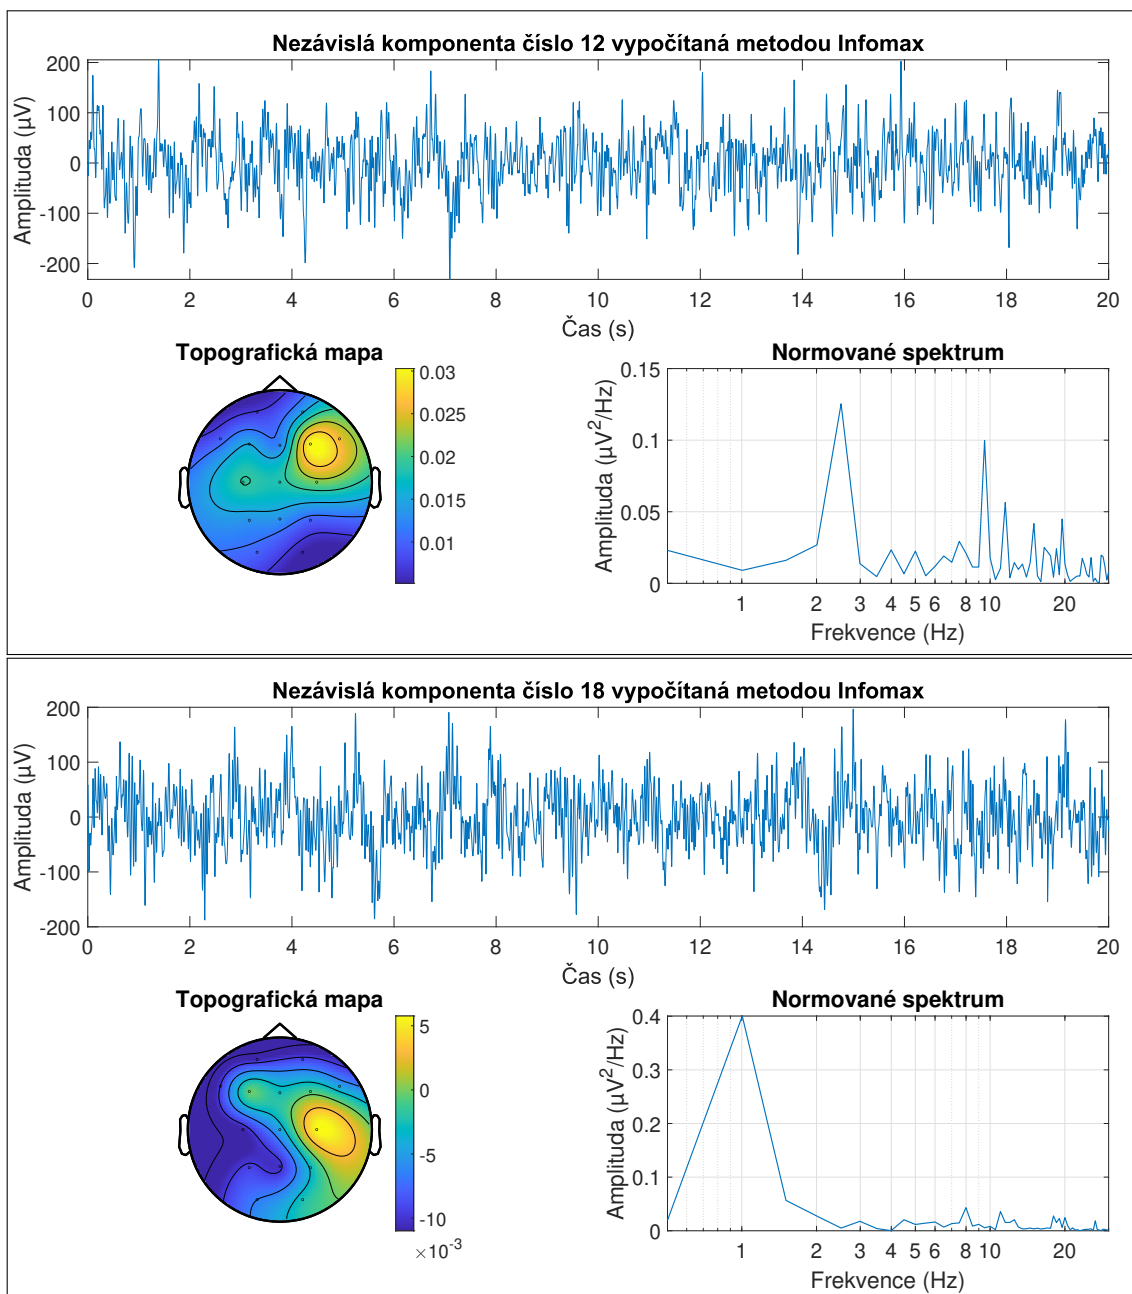 Nezávislá komponenta číslo 12 vypočítaná metodou Infomax
Amplituda (µV)
200
100
0
-100
-200
0 2 4 6 8 10 12 14 16 18 20
Čas (s)
Topografická mapa
0.03
0.025
0.02
0.015
0.01
Normované spektrum
Amplituda (µV²/Hz)
0.15
0.1
0.05
0
1 2 3 4 5 6 8 10 20
Frekvence (Hz)
Nezávislá komponenta číslo 18 vypočítaná metodou Infomax
Amplituda (µV)
200
100
0
-100
-200
0 2 4 6 8 10 12 14 16 18 20
Čas (s)
Topografická mapa
5
0
-5
-10
×10⁻³
Normované spektrum
Amplituda (µV²/Hz)
0.4
0.3
0.2
0.1
0
1 2 3 4 5 6 8 10 20
Frekvence (Hz)